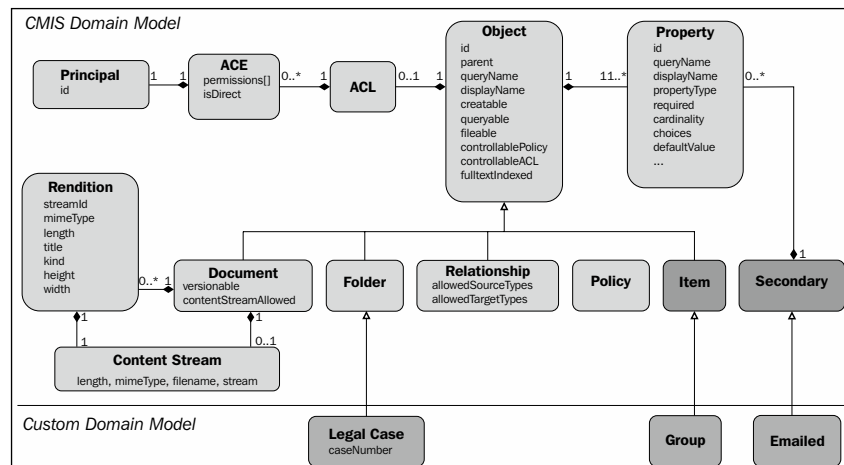 CMIS Domain Model
Principal
id
1
1
ACE
permissions[]
isDirect
0..*
1
ACL
0..1
1
Object
id
parent
queryName
displayName
creatable
queryable
fileable
controllablePolicy
controllableACL
fulltextIndexed
1
11..*
Property
id
queryName
displayName
propertyType
required
cardinality
choices
defaultValue
...
0..*
Rendition
streamId
mimeType
length
title
kind
height
width
0..*
1
Document
versionable
contentStreamAllowed
Folder
Relationship
allowedSourceTypes
allowedTargetTypes
Policy
Item
1
Secondary
1
1
1
0..1
Content Stream
length, mimeType, filename, stream
Custom Domain Model
Legal Case
caseNumber
Group
Emailed